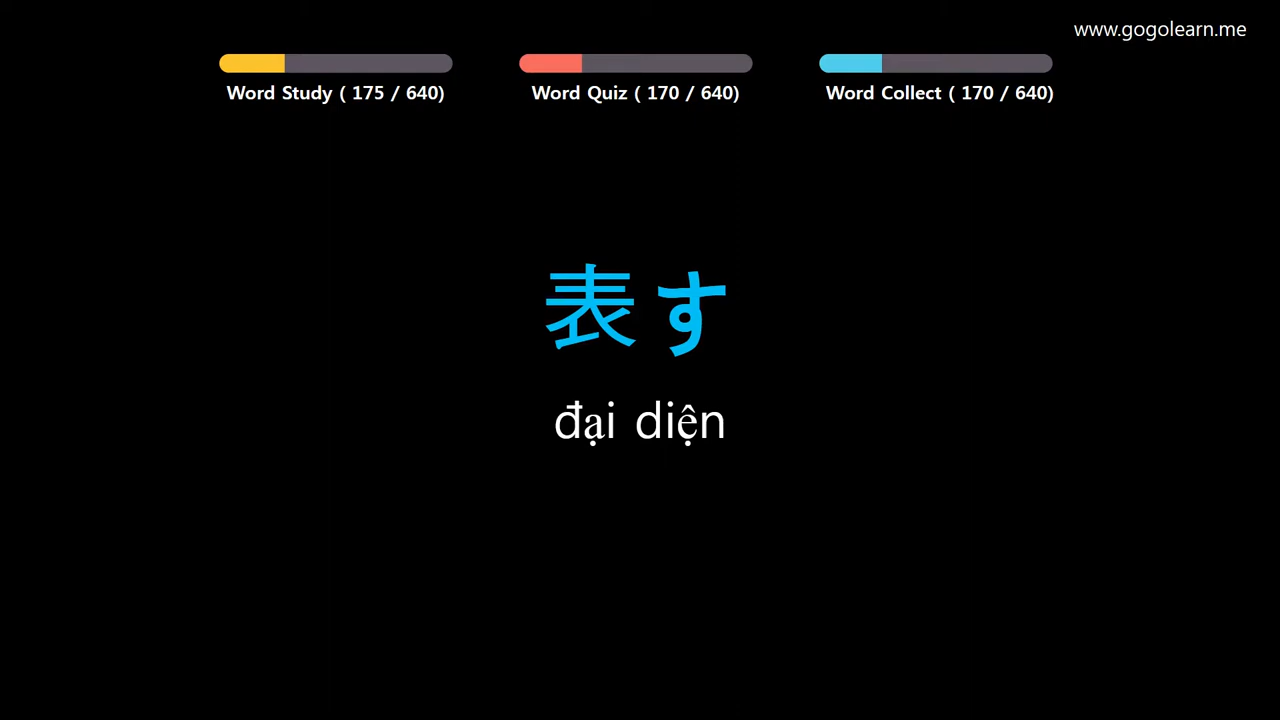 www.gogolearn.me
Word Study ( 175 / 640)
Word Quiz ( 170 / 640)
Word Collect ( 170 / 640)
表す
đại diện